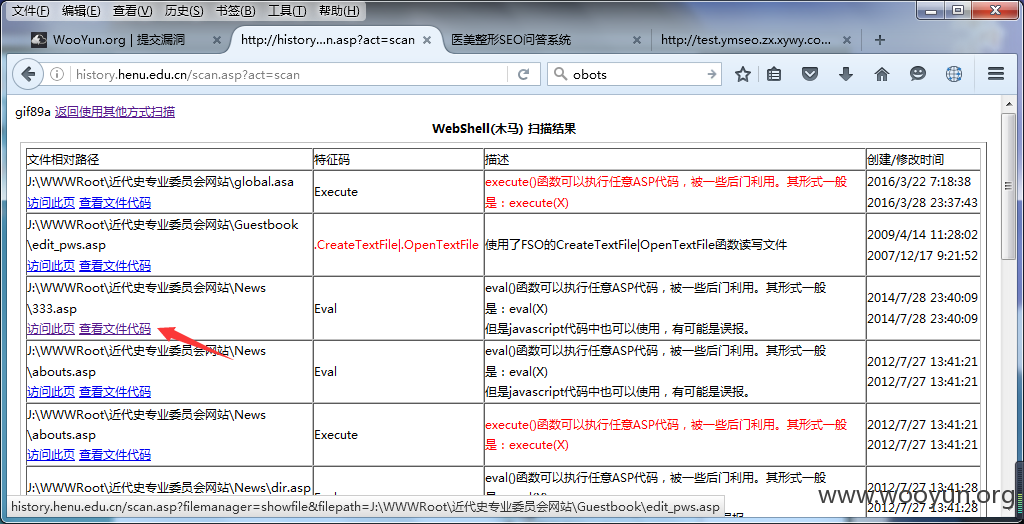 文件(F) 编辑(E) 查看(V) 历史(S) 书签(B) 工具(T) 帮助(H)
WooYun.org | 提交漏洞 × http://history....n.asp?act=scan × 医美整形SEO问答系统 × http://test.ymseo.zx.xywy.co... × +
history.henu.edu.cn/scan.asp?act=scan obots
gif89a 返回使用其他方式扫描
WebShell(木马) 扫描结果
文件相对路径 特征码 描述 创建/修改时间
J:\WWWRoot\近代史专业委员会网站\global.asa
访问此页 查看文件代码
Execute
execute()函数可以执行任意ASP代码，被一些后门利用。其形式一般
是：execute(X)
2016/3/22 7:18:38
2016/3/28 23:37:43
J:\WWWRoot\近代史专业委员会网站\Guestbook
\edit_pws.asp
访问此页 查看文件代码
.CreateTextFile|.OpenTextFile
使用了FSO的CreateTextFile|OpenTextFile函数读写文件
2009/4/14 11:28:02
2007/12/17 9:21:52
J:\WWWRoot\近代史专业委员会网站\News
\333.asp
访问此页 查看文件代码
Eval
eval()函数可以执行任意ASP代码，被一些后门利用。其形式一般
是：eval(X)
但是javascript代码中也可以使用，有可能是误报。
2014/7/28 23:40:09
2014/7/28 23:40:09
J:\WWWRoot\近代史专业委员会网站\News
\abouts.asp
访问此页 查看文件代码
Eval
eval()函数可以执行任意ASP代码，被一些后门利用。其形式一般
是：eval(X)
但是javascript代码中也可以使用，有可能是误报。
2012/7/27 13:41:21
2012/7/27 13:41:21
J:\WWWRoot\近代史专业委员会网站\News
\abouts.asp
访问此页 查看文件代码
Execute
execute()函数可以执行任意ASP代码，被一些后门利用。其形式一般
是：execute(X)
2012/7/27 13:41:21
2012/7/27 13:41:21
J:\WWWRoot\近代史专业委员会网站\News\dir.asp
eval()函数可以执行任意ASP代码，被一些后门利用。其形式一般
2012/7/27 13:41:28
www.wooyun.org
history.henu.edu.cn/scan.asp?filemanager=showfile&filepath=J:\WWWRoot\近代史专业委员会网站\Guestbook\edit_pws.asp